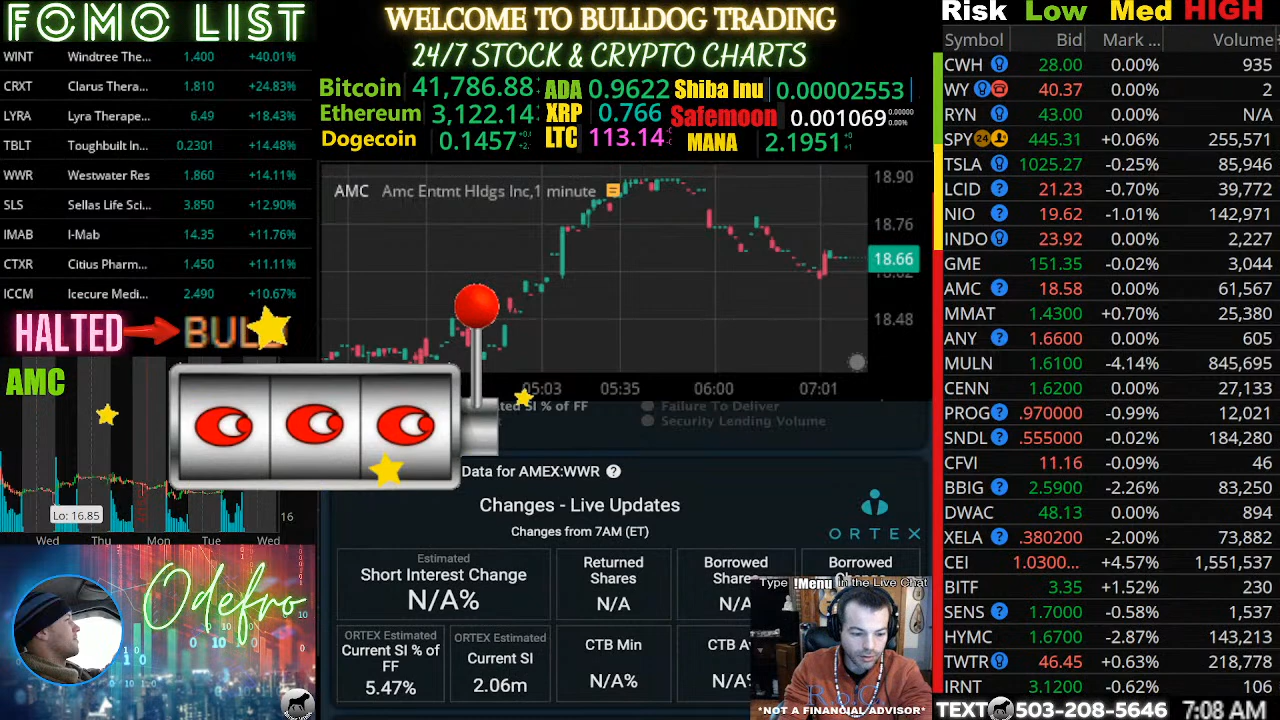 FOMO LIST
WINT Windtree The... 1.400 +40.01%
CRXT Clarus Thera... 1.810 +24.83%
LYRA Lyra Therape... 6.49 +18.43%
TBLT Toughbuilt In... 0.2301 +14.48%
WWR Westwater Res 1.860 +14.11%
SLS Sellas Life Sci... 3.850 +12.90%
IMAB I-Mab 14.35 +11.76%
CTXR Citius Pharm... 1.450 +11.11%
ICCM Icecure Medi... 2.490 +10.67%
HALTED BULL
AMC
Lo: 16.85
16
Wed Thu Mon Tue Wed
Odefro
WELCOME TO BULLDOG TRADING
24/7 STOCK & CRYPTO CHARTS
Bitcoin 41,786.88 ADA 0.9622 Shiba Inu 0.00002553
Ethereum 3,122.14 XRP 0.766 Safemoon 0.001069 0.00000 0.00%
Dogecoin 0.1457 LTC 113.14 MANA 2.1951
AMC Amc Entmt Hldgs Inc,1 minute
18.90
18.76
18.66
18.62
18.48
05:03 05:35 06:00 07:01
SI % of FF
Failure To Deliver
Security Lending Volume
Data for AMEX:WWR ?
Changes - Live Updates
Changes from 7AM (ET)
ORTEX
Estimated
Short Interest Change
N/A%
Returned Shares
N/A
Borrowed
N/A
Borrowed
ORTEX Estimated
Current SI % of FF
5.47%
ORTEX Estimated
Current SI
2.06m
CTB Min
N/A%
CTB
N/A%
Type !Menu In the Live Chat
*NOT A FINANCIAL ADVISOR*
Risk Low Med HIGH
Symbol Bid Mark ... Volume
CWH 28.00 0.00% 935
WY 40.37 0.00% 2
RYN 43.00 0.00% N/A
SPY 24 445.31 +0.06% 255,571
TSLA 1025.27 -0.25% 85,946
LCID ? 21.23 -0.70% 39,772
NIO ? 19.62 -1.01% 142,971
INDO 23.92 0.00% 2,227
GME 151.35 -0.02% 3,044
AMC ? 18.58 0.00% 61,567
MMAT 1.4300 +0.70% 25,380
ANY ? 1.6600 0.00% 605
MULN 1.6100 -4.14% 845,695
CENN 1.6200 0.00% 27,133
PROG ? .970000 -0.99% 12,021
SNDL ? .555000 -0.02% 184,280
CFVI 11.16 -0.09% 46
BBIG ? 2.5900 -2.26% 83,250
DWAC 48.13 0.00% 894
XELA ? .380200 -2.00% 73,882
CEI 1.0300... +4.57% 1,551,537
BITF 3.35 +1.52% 230
SENS ? 1.7000 -0.58% 1,537
HYMC 1.6700 -2.87% 143,213
TWTR 46.45 +0.63% 218,778
IRNT 3.1200 -0.62% 106
TEXT 503-208-5646 7:08 AM